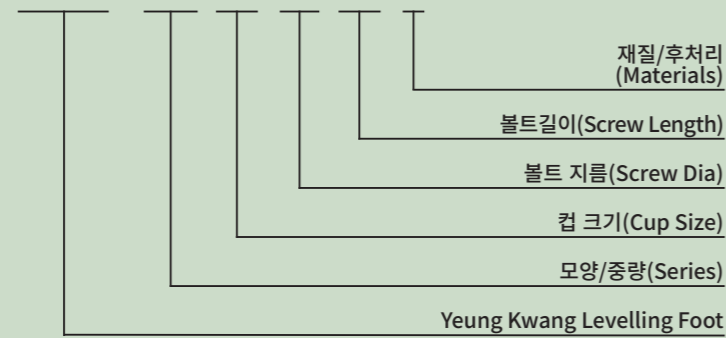 재질/후처리
(Materials)
볼트길이(Screw Length)
볼트 지름(Screw Dia)
컵 크기(Cup Size)
모양/중량(Series)
Yeung Kwang Levelling Foot